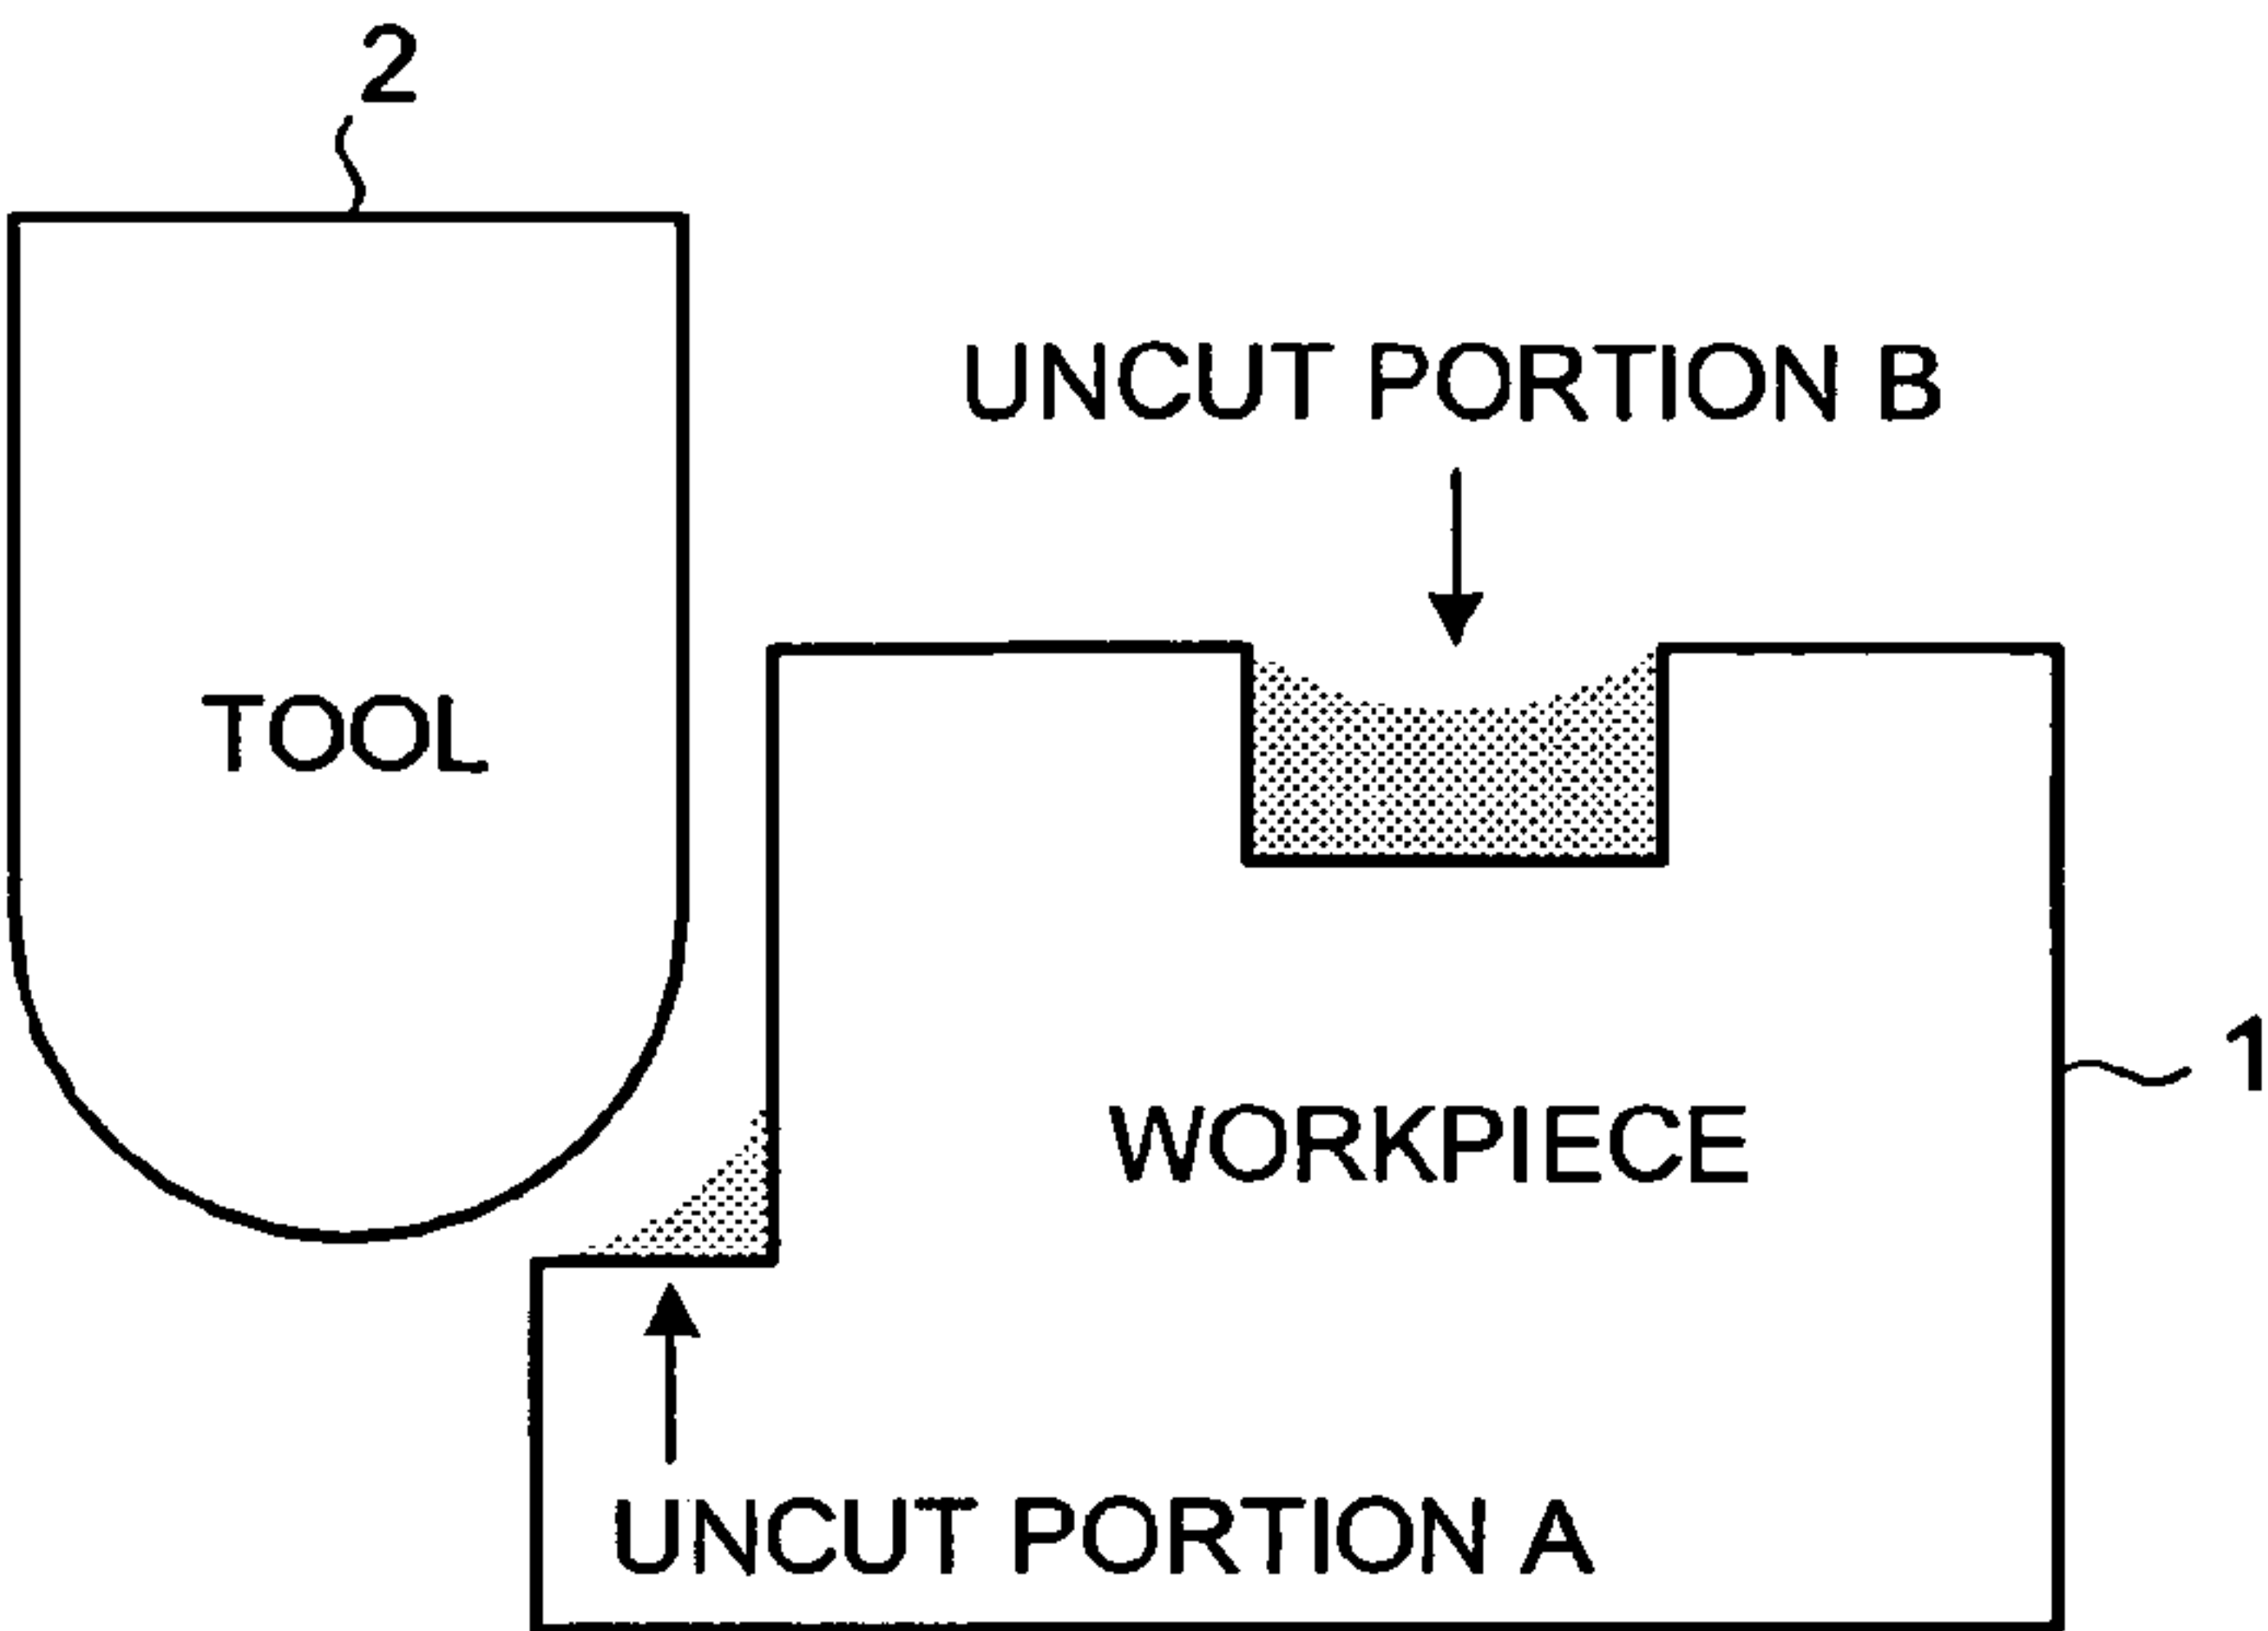 2
UNCUT PORTION B
TOOL
1
WORKPIECE
UNCUT PORTION A